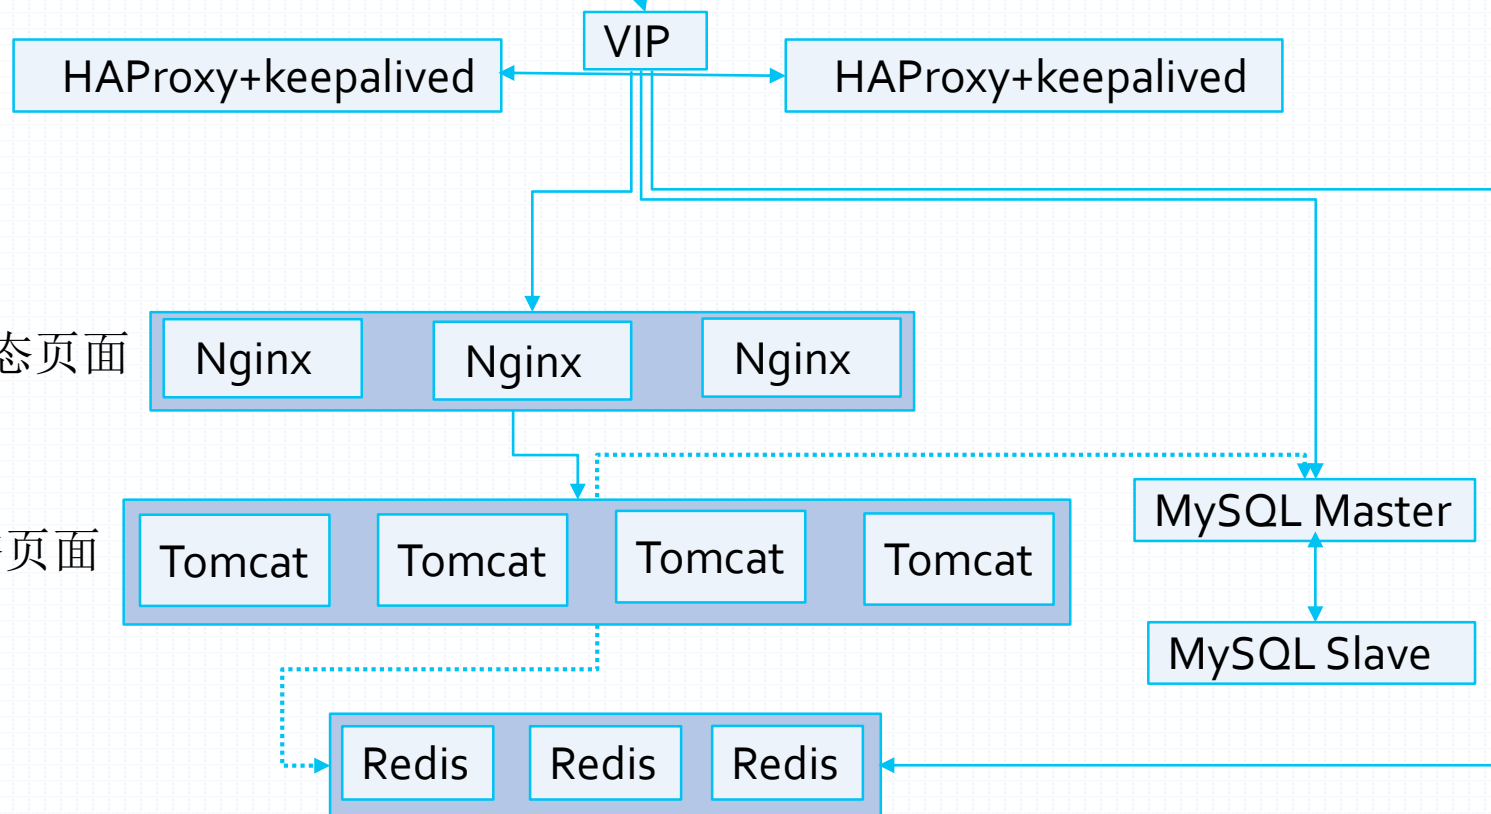 VIP
HAProxy+keepalived
HAProxy+keepalived
态页面
Nginx
Nginx
Nginx
页面
Tomcat
Tomcat
Tomcat
Tomcat
MySQL Master
MySQL Slave
Redis
Redis
Redis